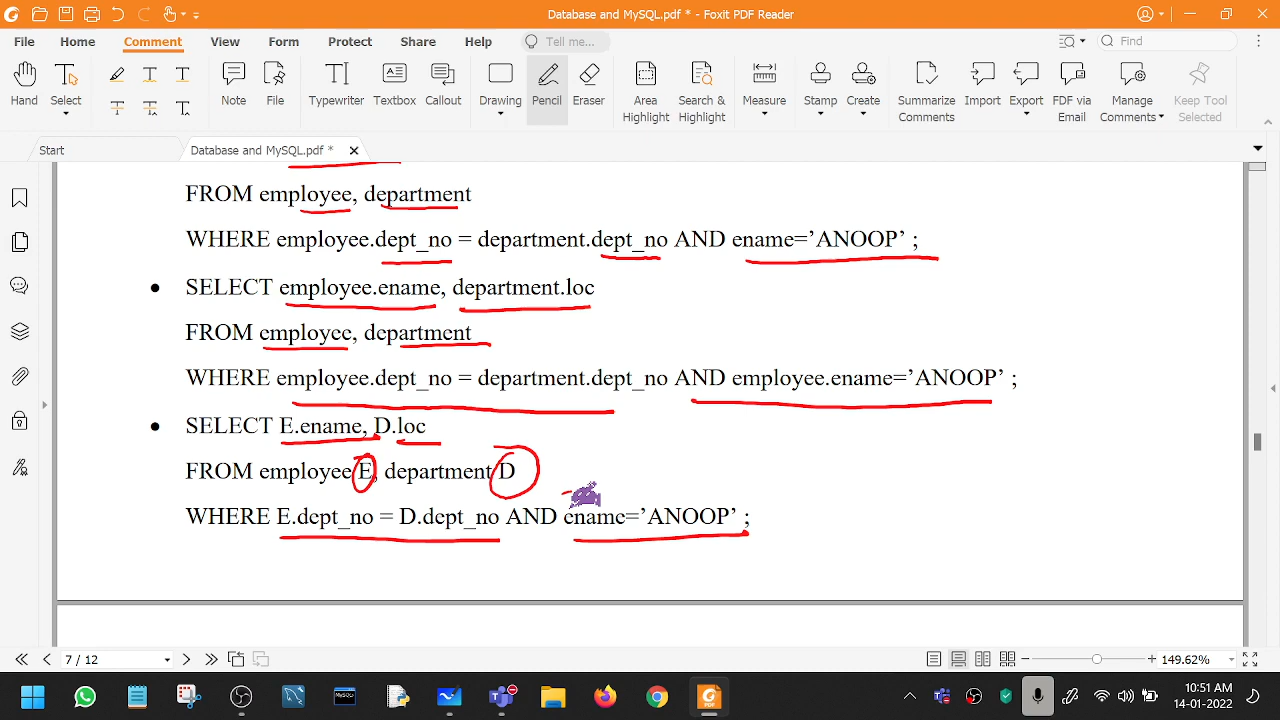 Database and MySQL.pdf * - Foxit PDF Reader
File Home Comment View Form Protect Share Help Tell me... Find
Hand Select Note File Typewriter Textbox Callout Drawing Pencil Eraser Area Highlight Search & Highlight Measure Stamp Create Summarize Comments Import Export FDF via Email Manage Comments Keep Tool Selected
Start Database and MySQL.pdf *
FROM employee, department
WHERE employee.dept_no = department.dept_no AND ename=’ANOOP’ ;
• SELECT employee.ename, department.loc
FROM employee, department
WHERE employee.dept_no = department.dept_no AND employee.ename=’ANOOP’ ;
• SELECT E.ename, D.loc
FROM employee E, department D
WHERE E.dept_no = D.dept_no AND ename=’ANOOP’ ;
7 / 12 149.62%
10:51 AM
14-01-2022